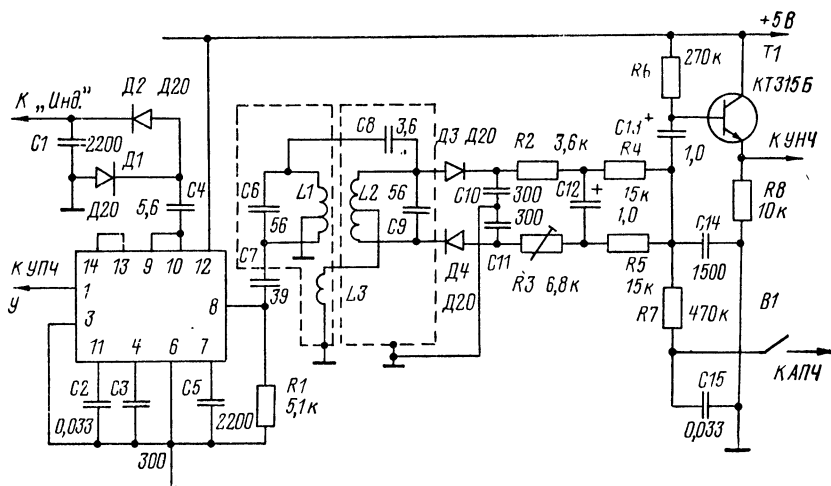 +5В
Т1
Д2 Д20
К „Инд."
С1
2200
Д1
Д20
С4
5,6
14 13 9 10 12
К УПЧ
У
1
3
8
11 4 6 7
С2
0,033
С3
300
С5
2200
R1
5,1к
С6
56
С7
39
L1
L2
L3
С8
3,6
56
С9
Д3 Д20
Д4
Д20
С10
300
300
С11
R2
3,6к
R3 6,8к
С12
+
1,0
R4
15к
R5
15к
R6
270к
С13
+
1,0
КТ315Б
К УНЧ
R8
10к
С14
1500
R7
470к
В1
К АПЧ
С15
0,033